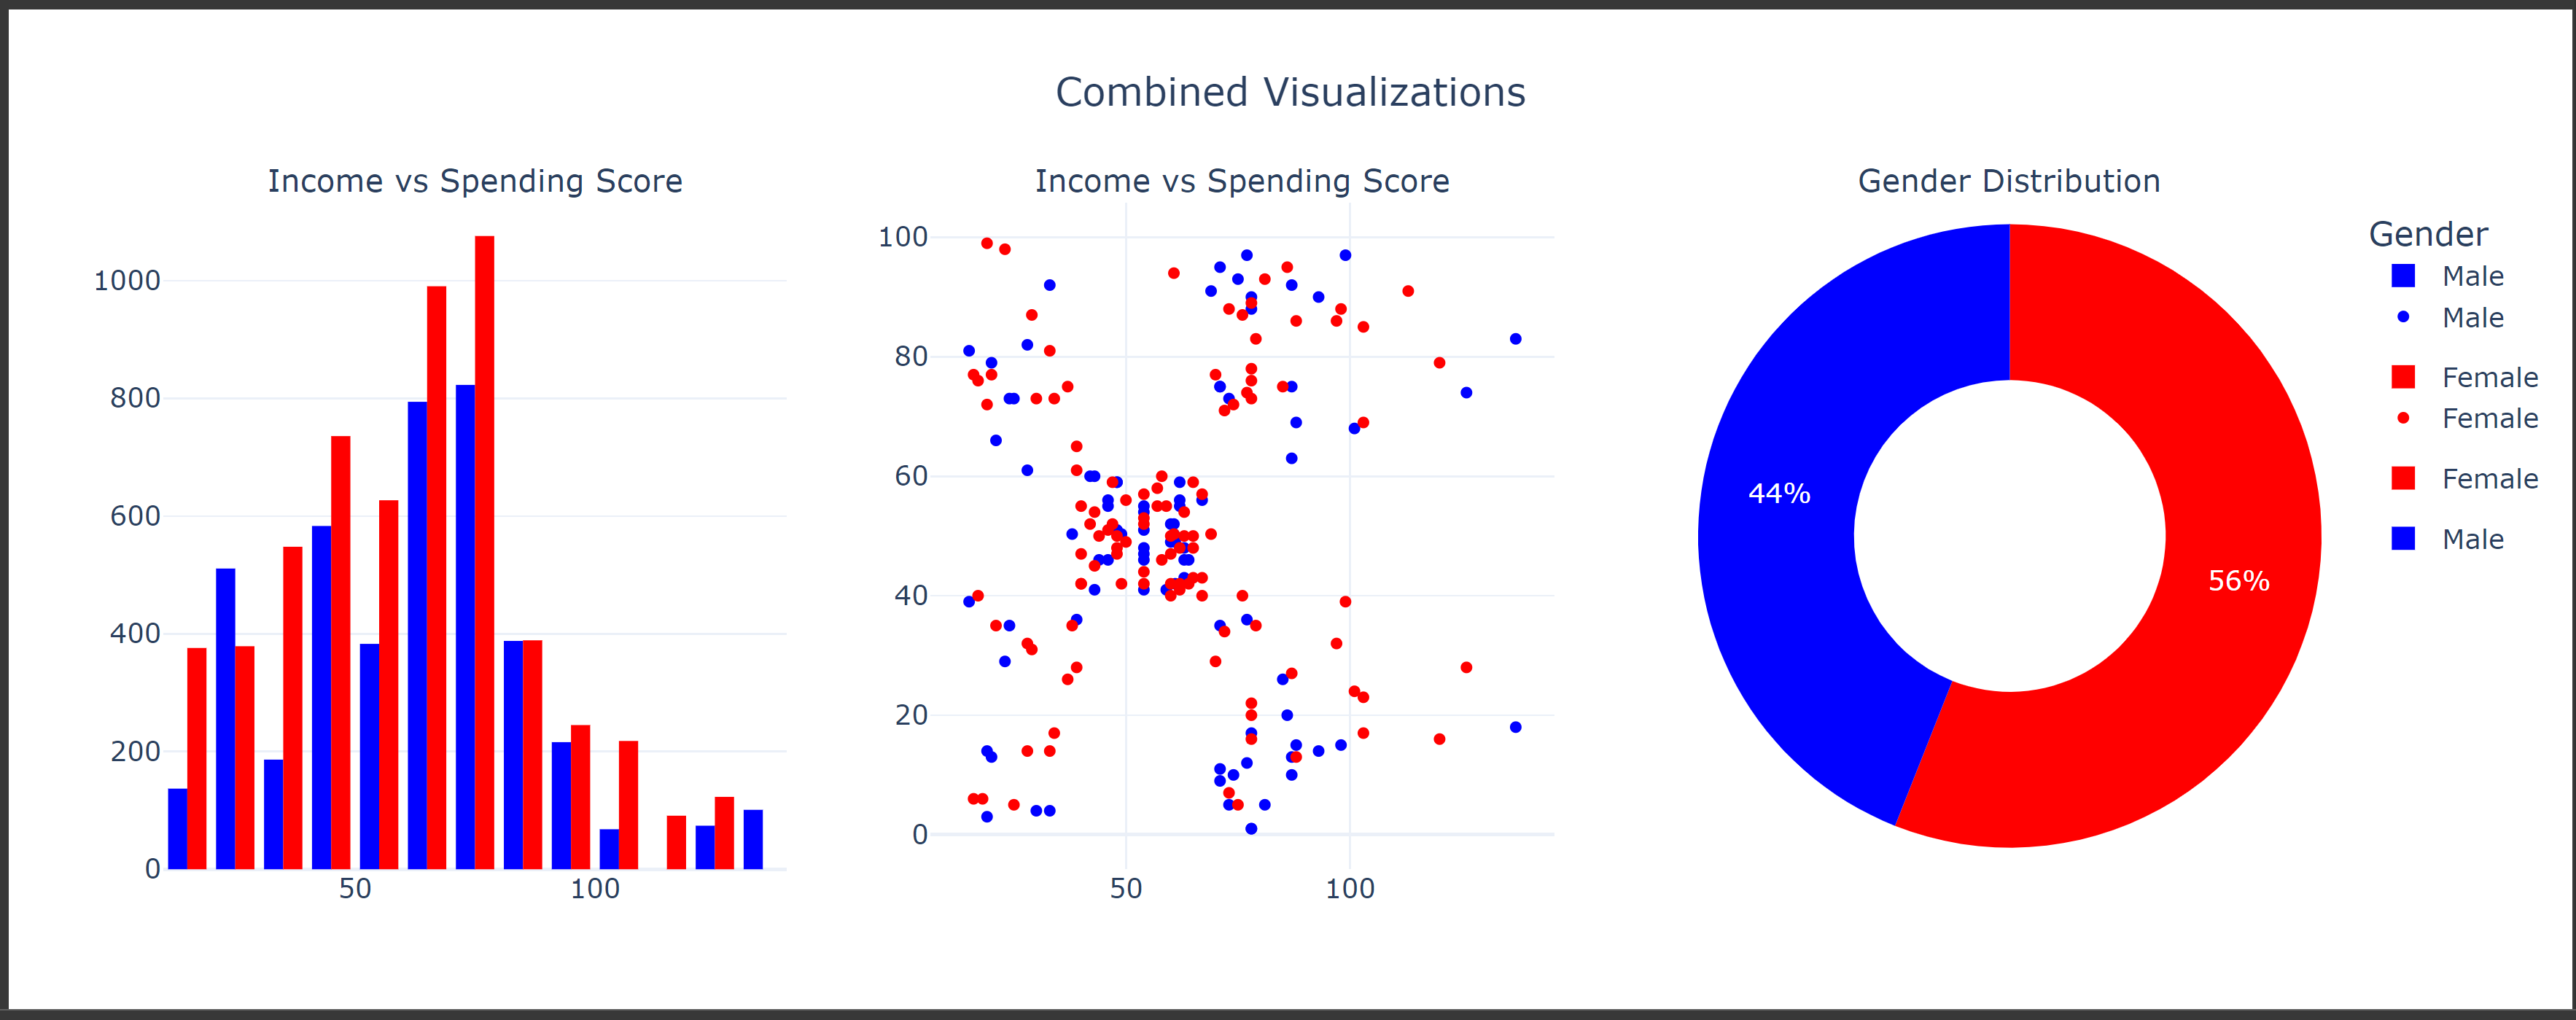 Combined Visualizations
Income vs Spending Score
1000
800
600
400
200
0
50
100
Income vs Spending Score
100
80
60
40
20
0
50
100
Gender Distribution
44%
56%
Gender
Male
Male
Female
Female
Female
Male